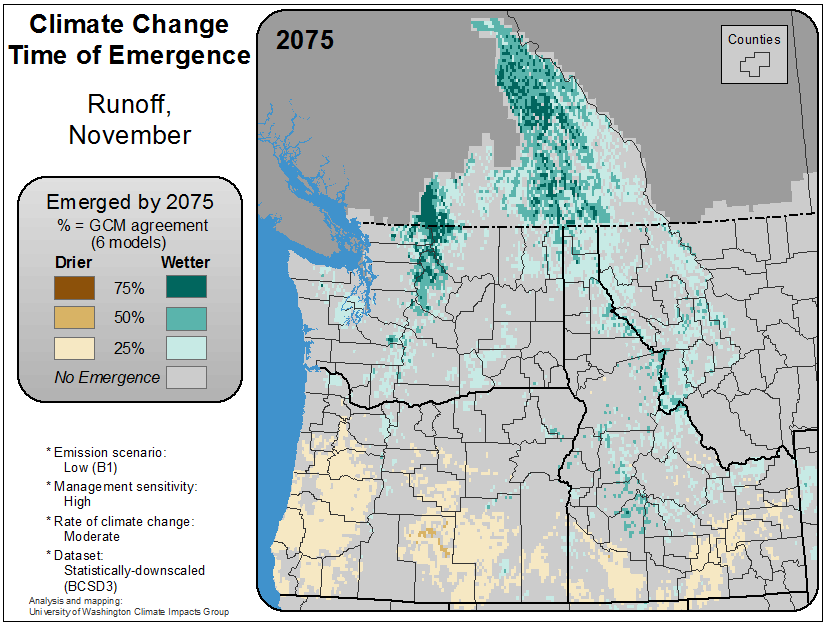 Climate Change
Time of Emergence
Runoff,
November
Emerged by 2075
% = GCM agreement
(6 models)
Drier Wetter
75%
50%
25%
No Emergence
* Emission scenario:
Low (B1)
* Management sensitivity:
High
* Rate of climate change:
Moderate
* Dataset:
Statistically-downscaled
(BCSD3)
Analysis and mapping:
University of Washington Climate Impacts Group
2075
Counties